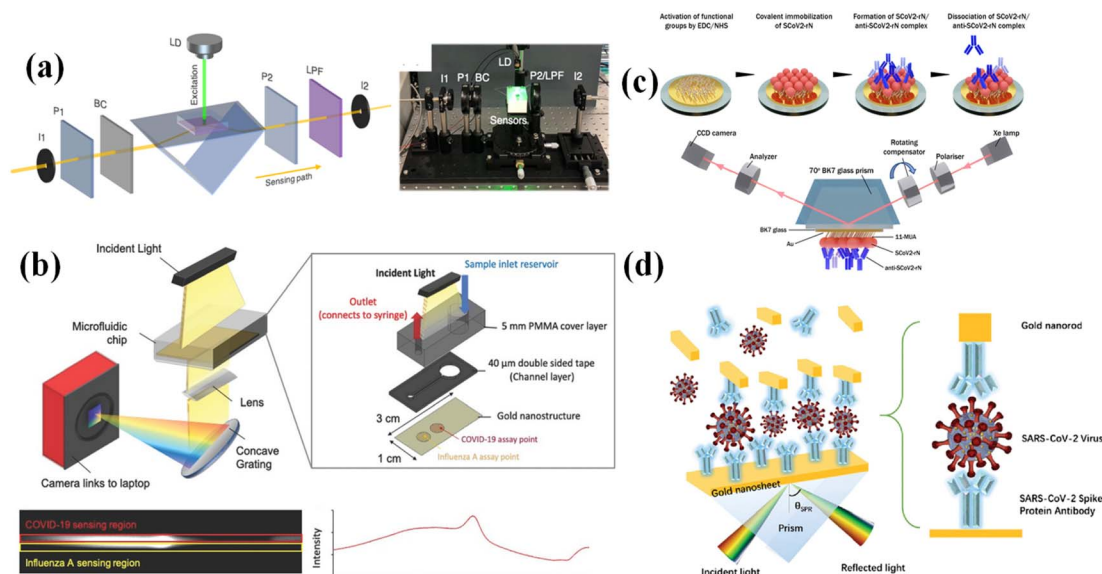 (a)
LD
Excitation
P1
BC
I1
P2
LPF
I2
Sensing path
LD
I1 P1 BC
P2/LPF I2
Sensors
(b)
Incident Light
Microfluidic
chip
Lens
Concave
Grating
Camera links to laptop
Incident Light
Sample inlet reservoir
Outlet
(connects to syringe)
5 mm PMMA cover layer
40 μm double sided tape
(Channel layer)
3 cm
Gold nanostructure
COVID-19 assay point
1 cm
Influenza A assay point
COVID-19 sensing region
Influenza A sensing region
Intensity
(c)
Activation of functional
groups by EDC/NHS
Covalent immobilization
of SCoV2-rN
Formation of SCoV2-rN/
anti-SCoV2-rN complex
Dissociation of SCoV2-rN/
anti-SCoV2-rN complex
CCD camera
Analyzer
Rotating
compensator
Polariser
Xe lamp
70° BK7 glass prism
BK7 glass
Au
11-MUA
SCoV2-rN
anti-SCoV2-rN
(d)
Gold nanosheet
θSPR
Prism
Incident light
Reflected light
Gold nanorod
SARS-CoV-2 Virus
SARS-CoV-2 Spike
Protein Antibody